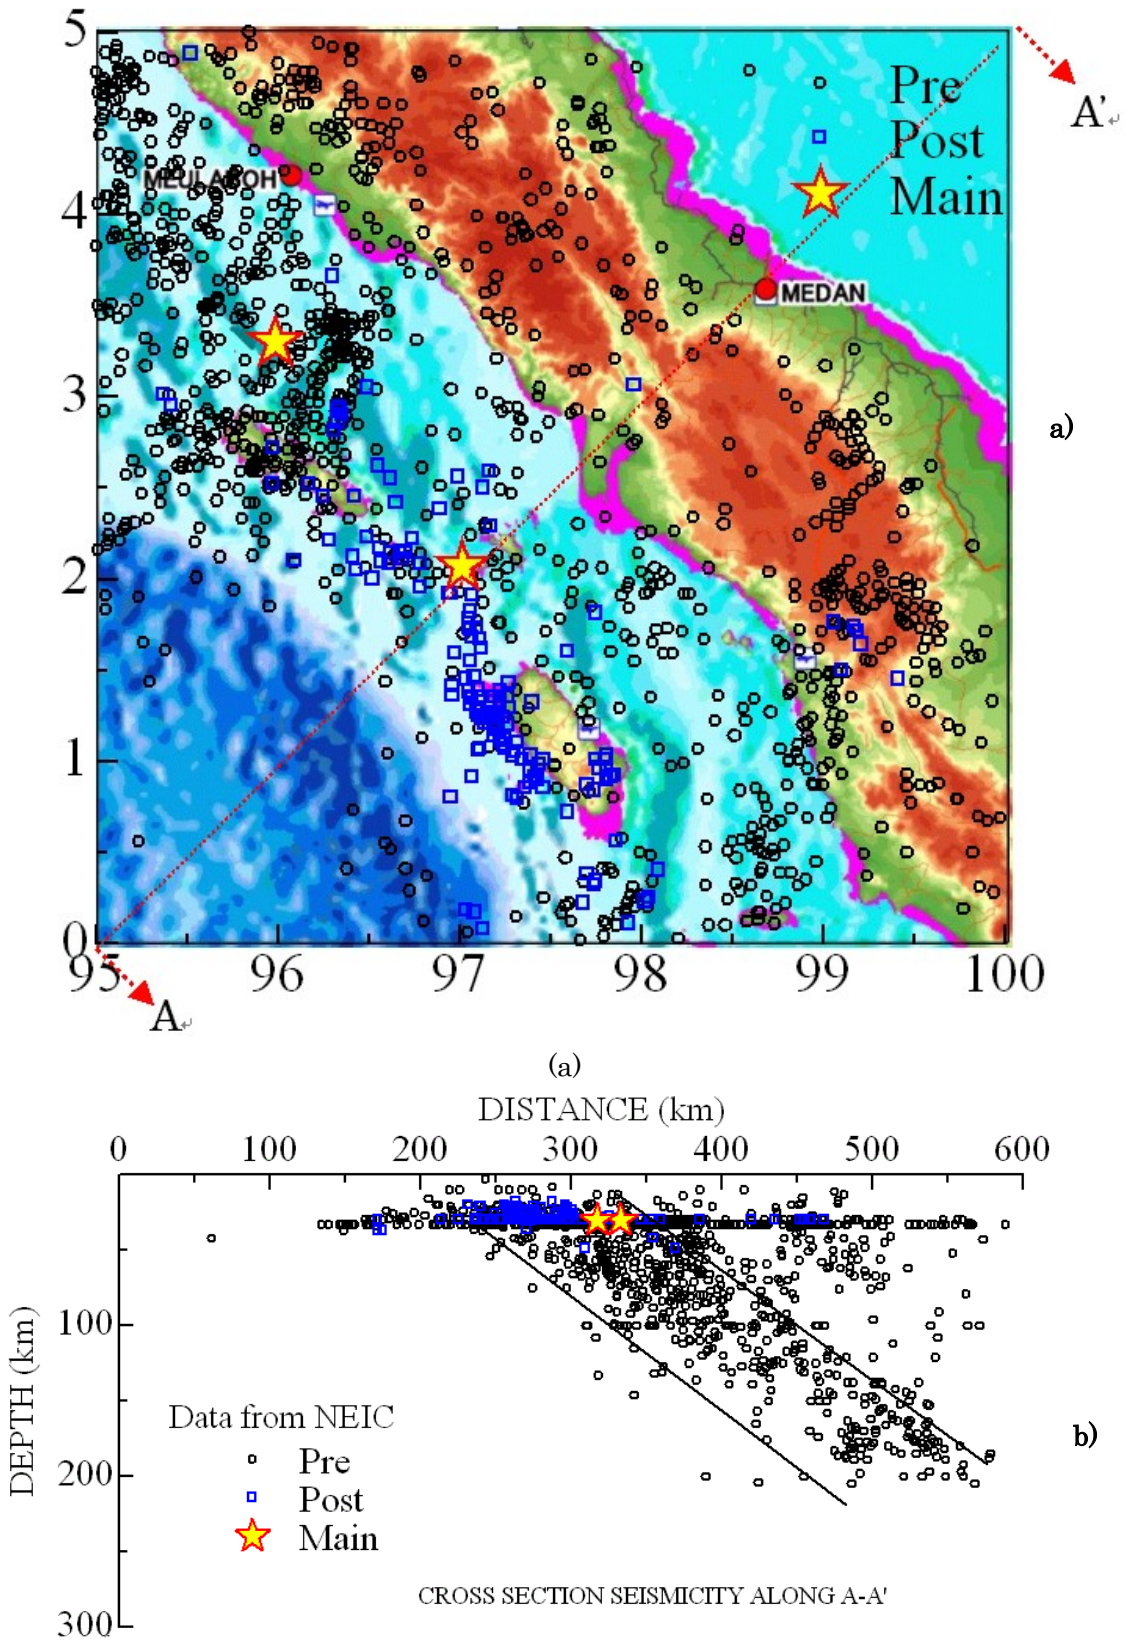 5
Pre
A’
Post
MEULABOH
Main
4
MEDAN
3
a)
2
1
0
95 96 97 98 99 100
A
(a)
DISTANCE (km)
0 100 200 300 400 500 600
100
DEPTH (km)
Data from NEIC
b)
Pre
200
Post
Main
CROSS SECTION SEISMICITY ALONG A-A'
300